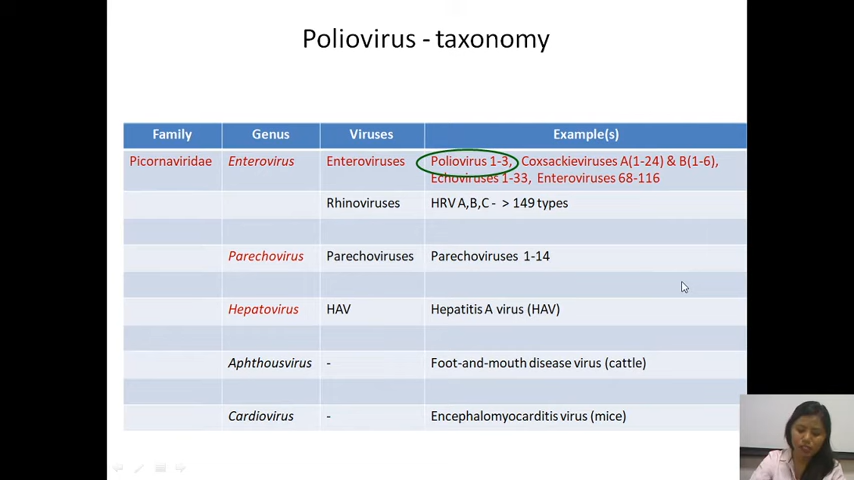 Poliovirus - taxonomy
Family Genus Viruses Example(s)
Picornaviridae Enterovirus Enteroviruses Poliovirus 1-3, Coxsackieviruses A(1-24) & B(1-6),
Echoviruses 1-33, Enteroviruses 68-116
Rhinoviruses HRV A,B,C - > 149 types
Parechovirus Parechoviruses Parechoviruses 1-14
Hepatovirus HAV Hepatitis A virus (HAV)
Aphthousvirus - Foot-and-mouth disease virus (cattle)
Cardiovirus - Encephalomyocarditis virus (mice)